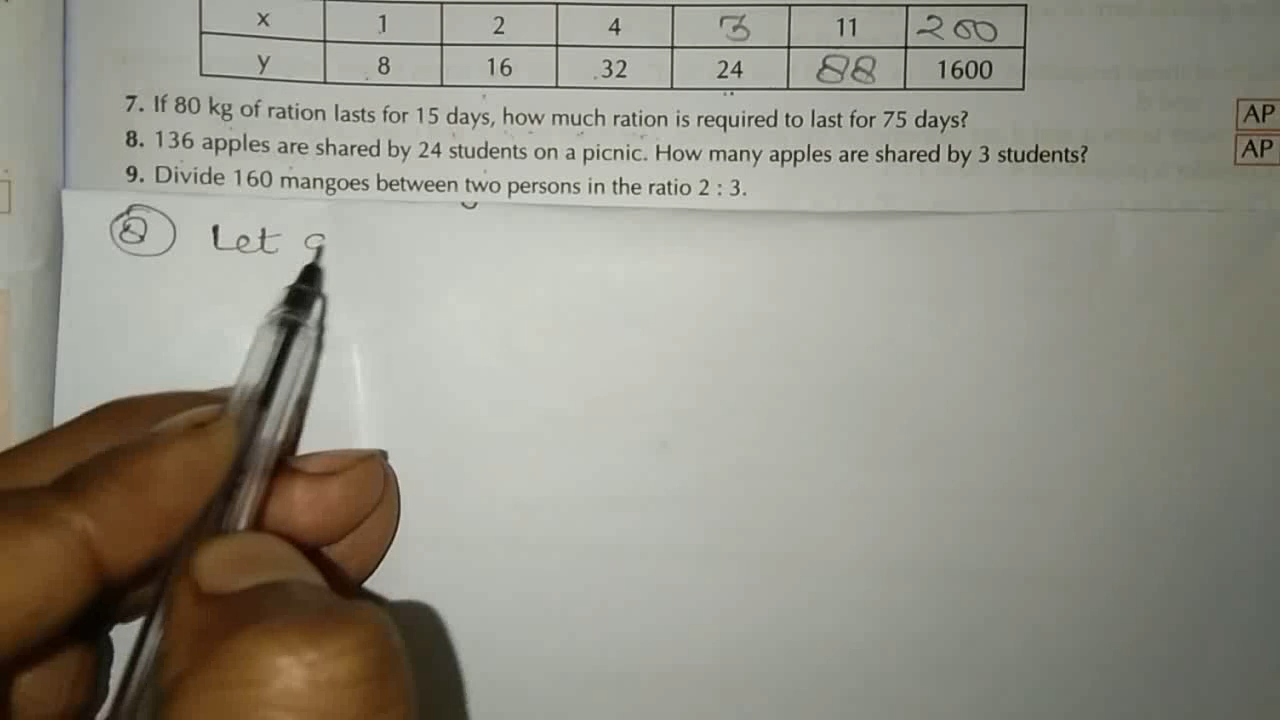 x 1 2 4 3 11 200
y 8 16 32 24 88 1600
7. If 80 kg of ration lasts for 15 days, how much ration is required to last for 75 days? AP
8. 136 apples are shared by 24 students on a picnic. How many apples are shared by 3 students? AP
9. Divide 160 mangoes between two persons in the ratio 2 : 3.
8 Let